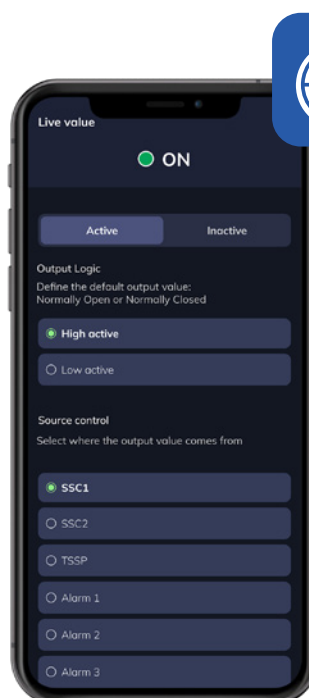 Live value
ON
Active
Inactive
Output Logic
Define the default output value:
Normally Open or Normally Closed
High active
Low active
Source control
Select where the output value comes from
SSC1
SSC2
TSSP
Alarm 1
Alarm 2
Alarm 3